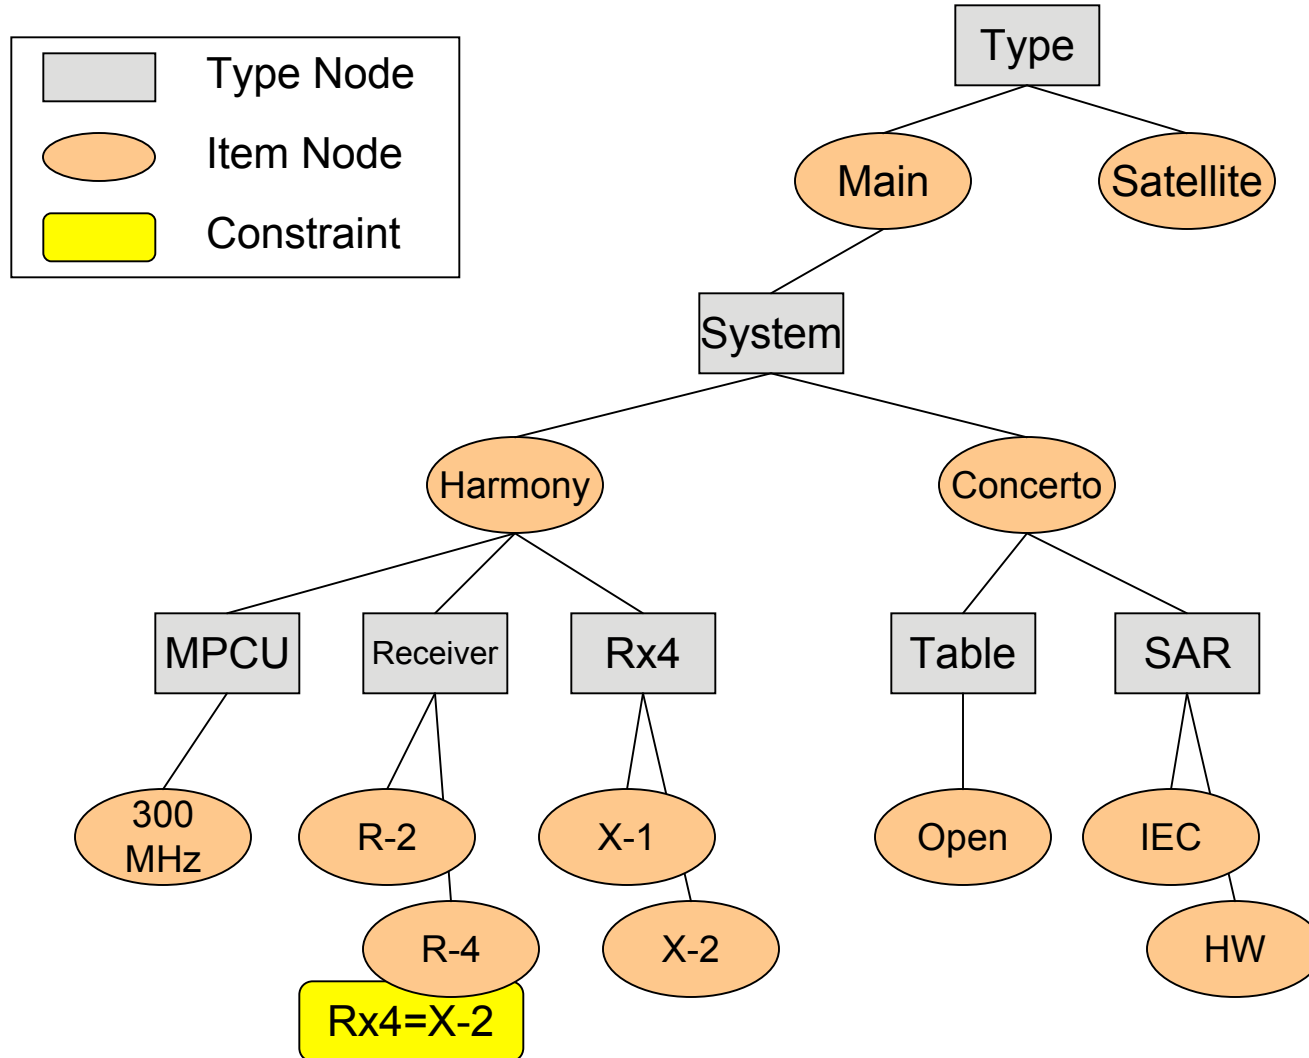 Type Node
Item Node
Constraint
Type
Main
Satellite
System
Harmony
Concerto
MPCU
Receiver
Rx4
Table
SAR
300
MHz
R-2
X-1
Open
IEC
R-4
X-2
HW
Rx4=X-2